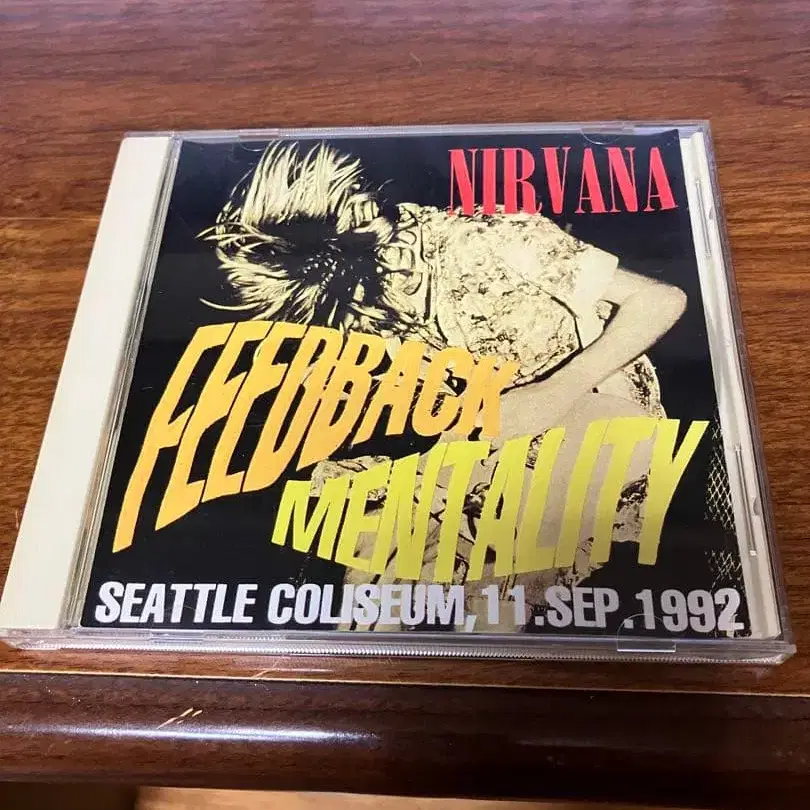 NIRVANA
FEEDBACK
MENTALITY
SEATTLE COLISEUM, 11.SEP.1992